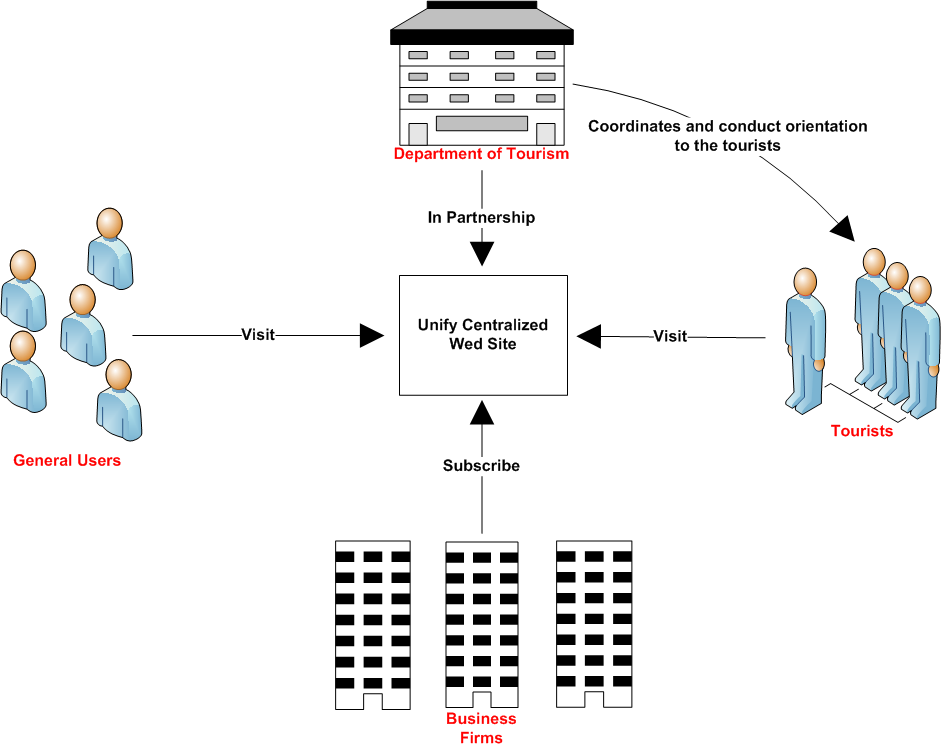 Department of Tourism
Coordinates and conduct orientation
to the tourists
In Partnership
Unify Centralized
Wed Site
Visit
Visit
General Users
Tourists
Subscribe
Business
Firms